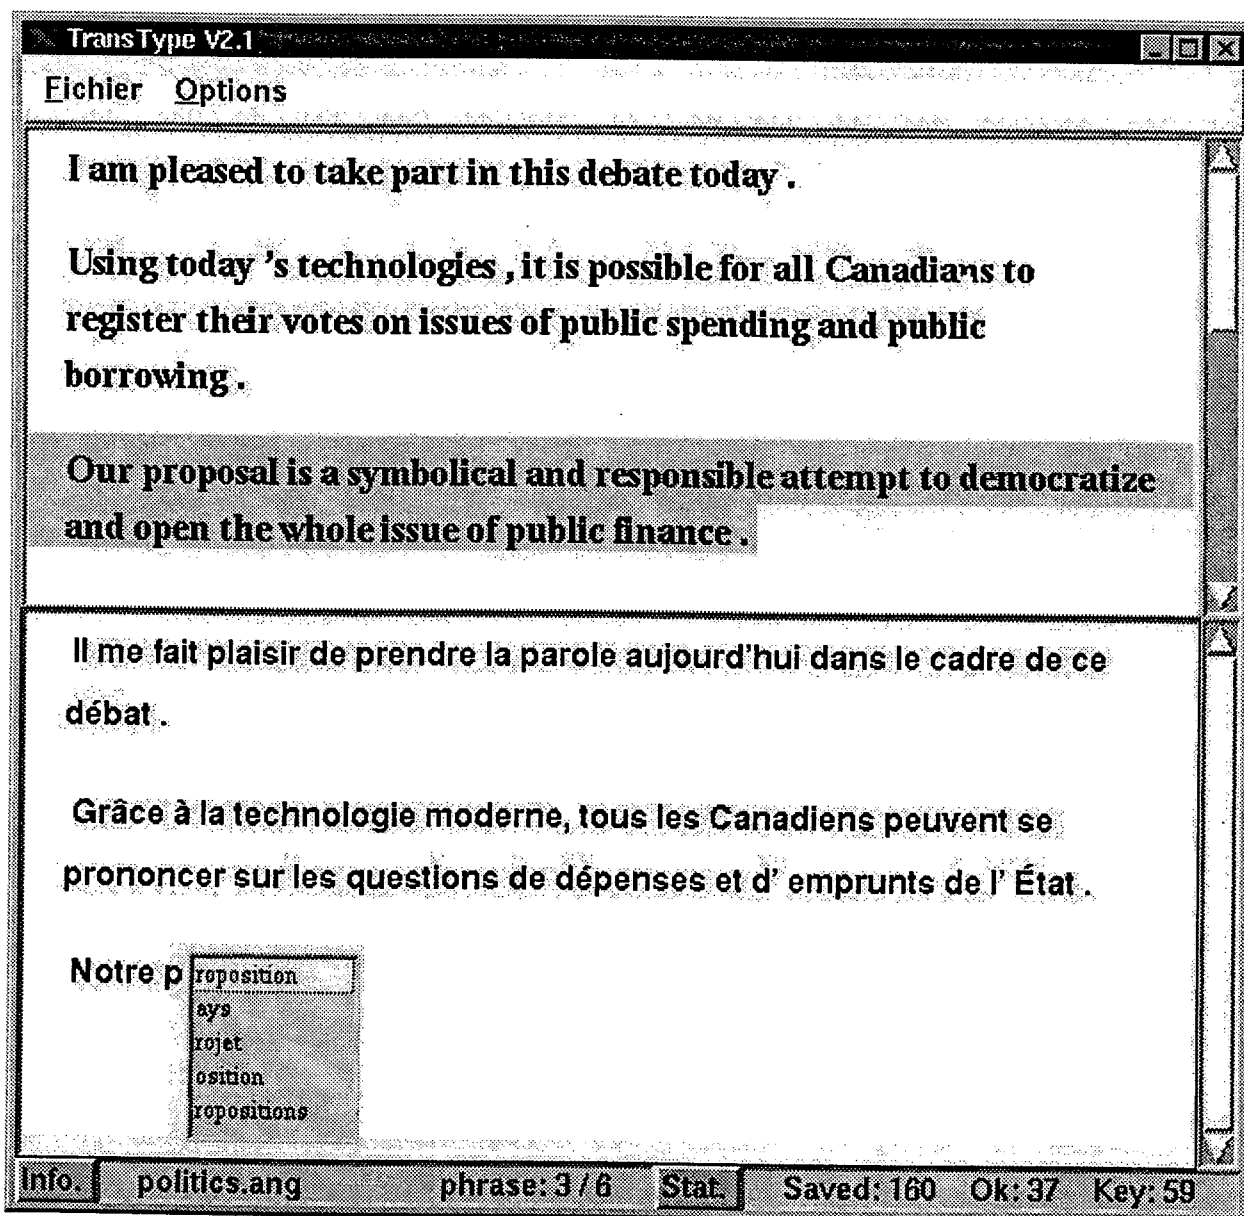 TransType V2.1
Fichier Options
I am pleased to take part in this debate today .
Using today 's technologies , it is possible for all Canadians to
register their votes on issues of public spending and public
borrowing .
Our proposal is a symbolical and responsible attempt to democratize
and open the whole issue of public finance .
Il me fait plaisir de prendre la parole aujourd'hui dans le cadre de ce
débat .
Grâce à la technologie moderne, tous les Canadiens peuvent se
prononcer sur les questions de dépenses et d' emprunts de l' État .
Notre p roposition
ays
rojet
osition
ropositions
Info. politics.ang phrase: 3 / 6 Stat. Saved: 160 Ok: 37 Key: 59